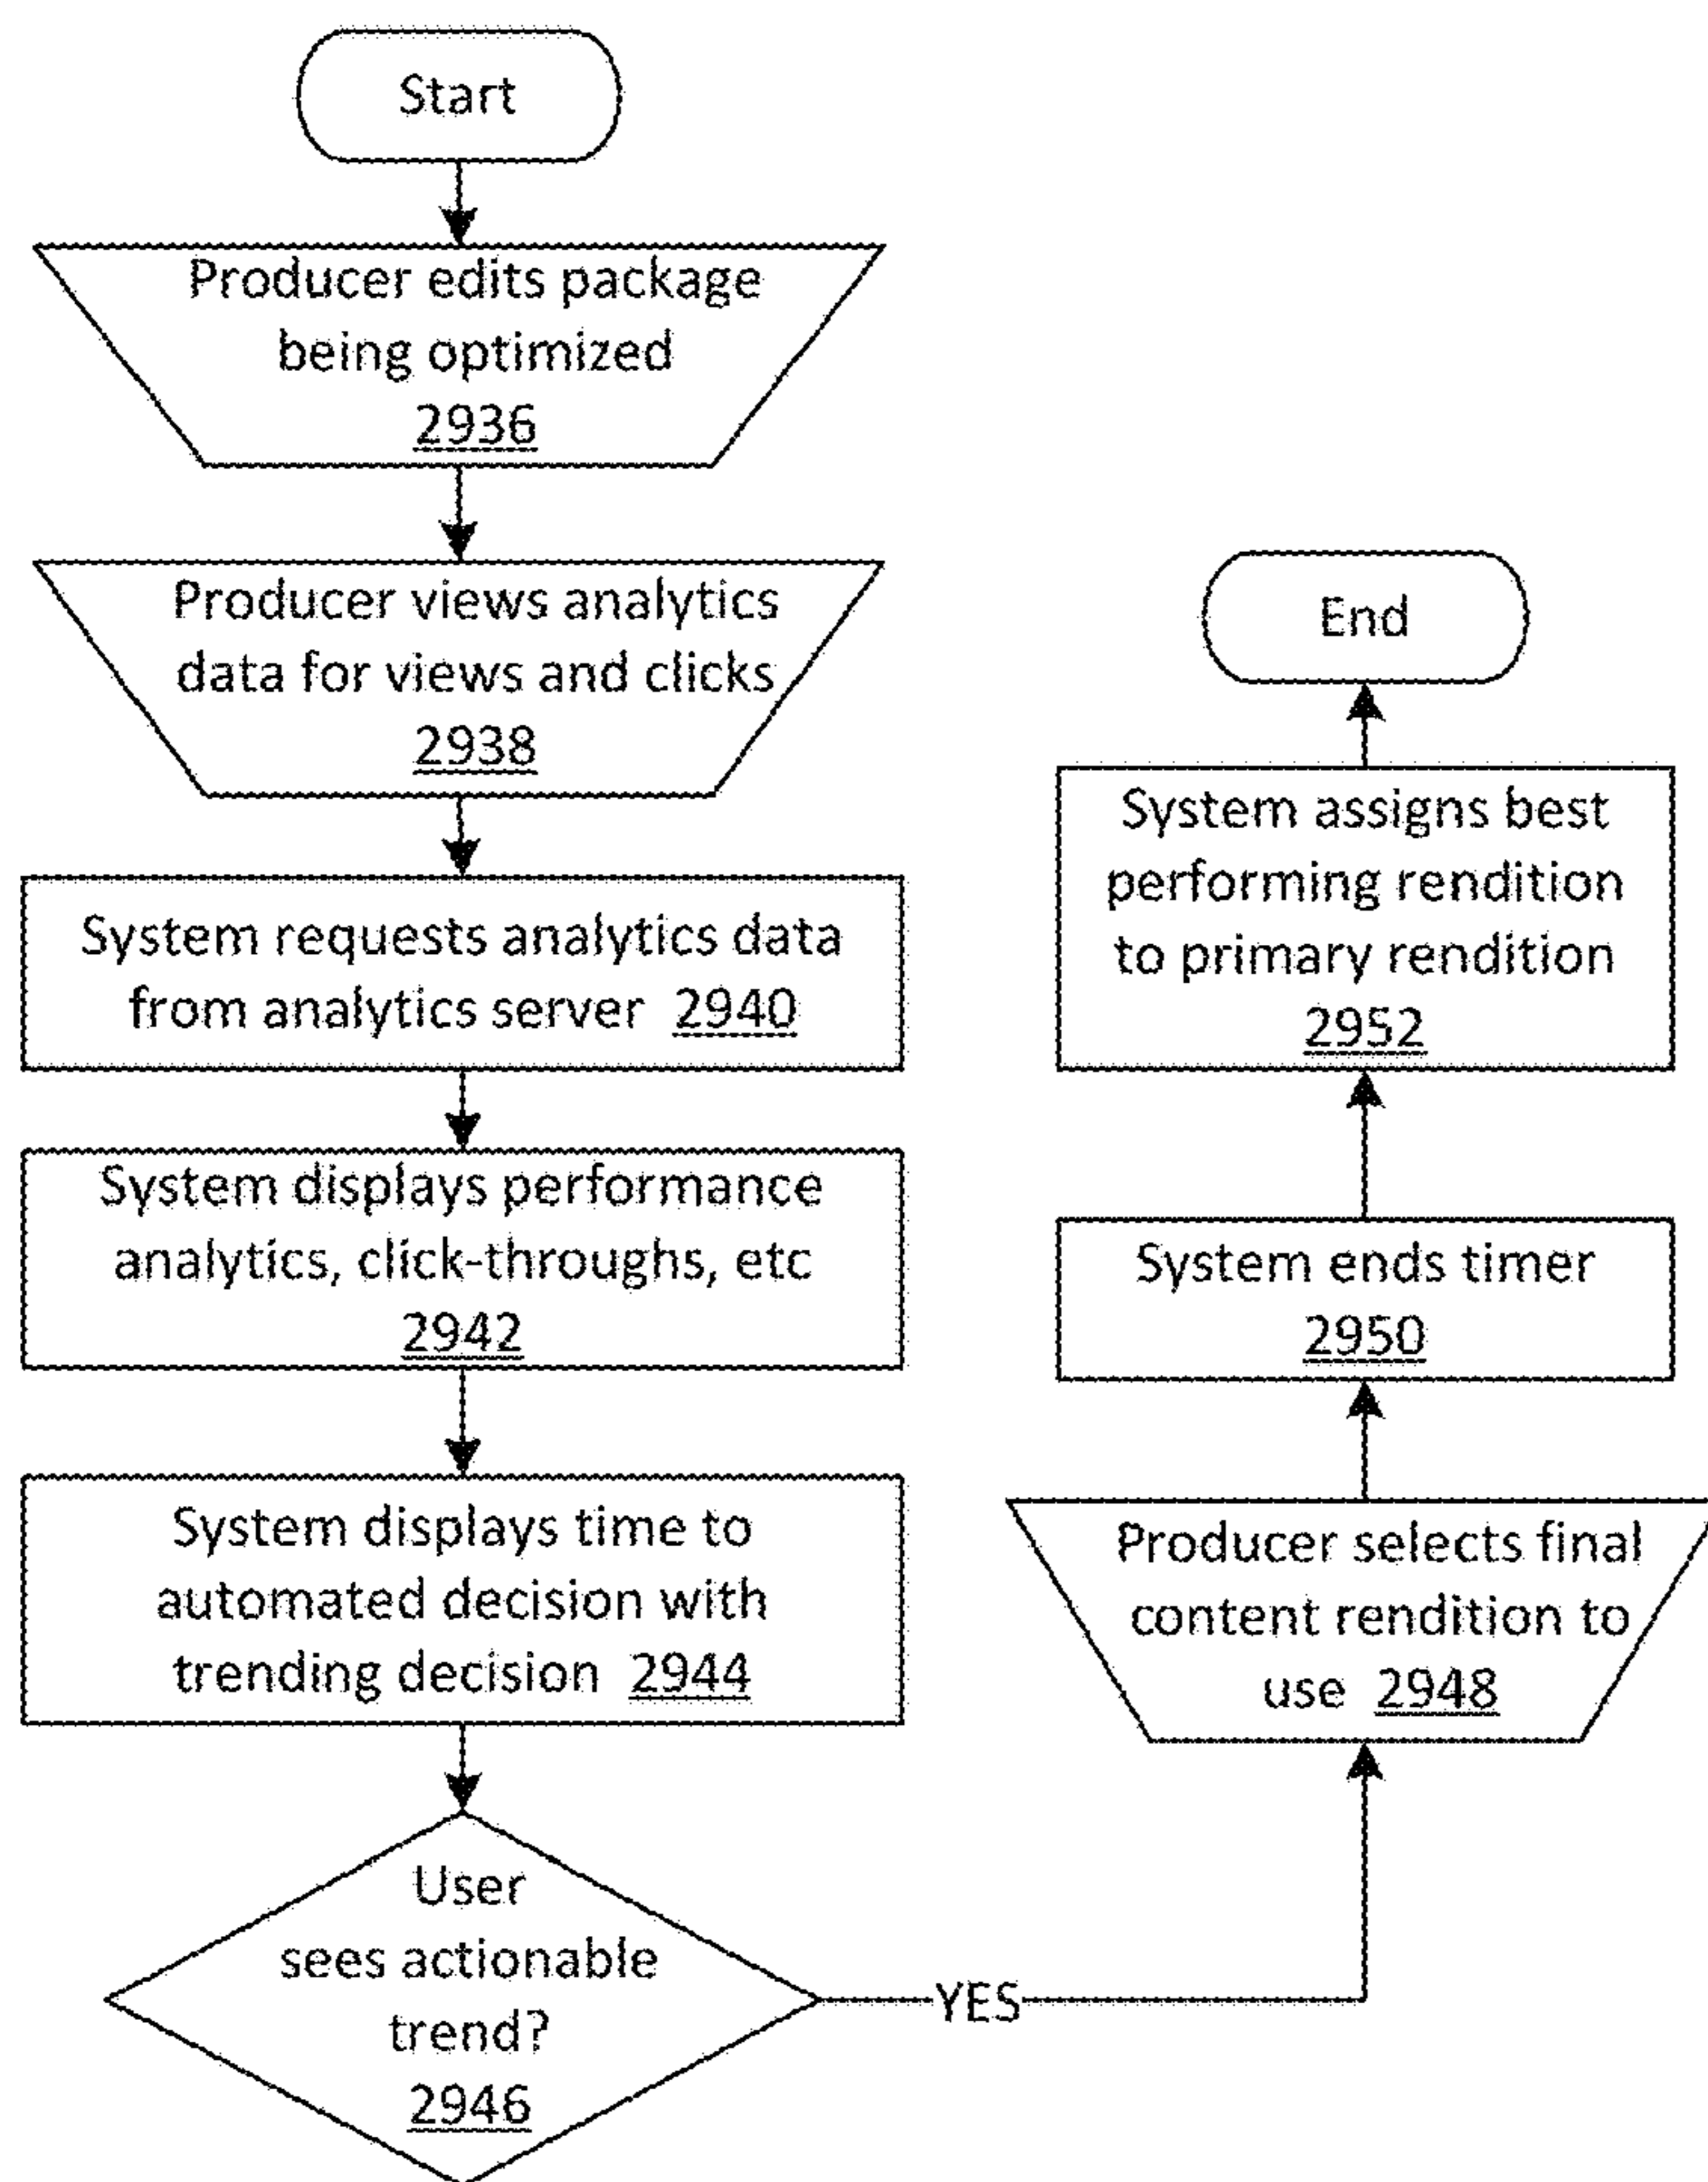 Start
Producer edits package
being optimized
2936
Producer views analytics
data for views and clicks
2938
System requests analytics data
from analytics server 2940
System displays performance
analytics, click-throughs, etc
2942
System displays time to
automated decision with
trending decision 2944
User
sees actionable
trend?
2946
YES
Producer selects final
content rendition to
use 2948
System ends timer
2950
System assigns best
performing rendition
to primary rendition
2952
End